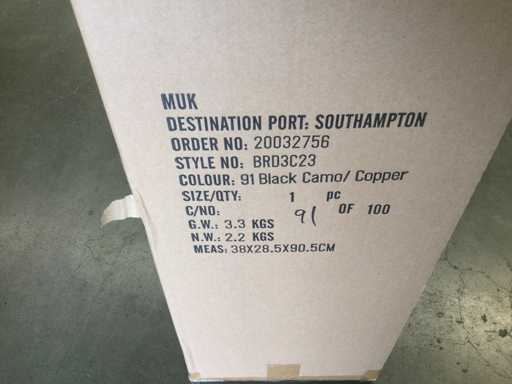 MUK
DESTINATION PORT: SOUTHAMPTON
ORDER NO: 20032756
STYLE NO: BRD3C23
COLOUR: 91 Black Camo/ Copper
SIZE/QTY: 1 pc
C/NO: 91 OF 100
G.W.: 3.3 KGS
N.W.: 2.2 KGS
MEAS: 38X28.5X90.5CM